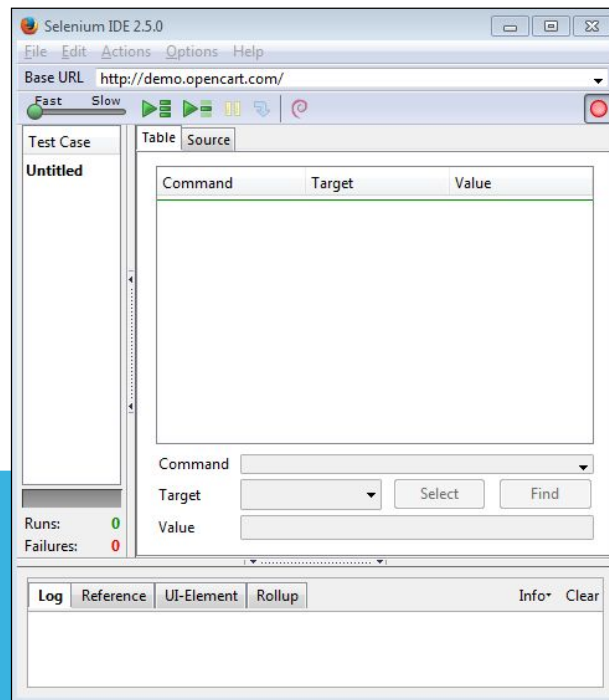 Selenium IDE 2.5.0
File Edit Actions Options Help
Base URL http://demo.opencart.com/
Fast Slow
Test Case
Untitled
Table Source
Command Target Value
Command
Target Select Find
Value
Runs: 0
Failures: 0
Log Reference UI-Element Rollup Info Clear